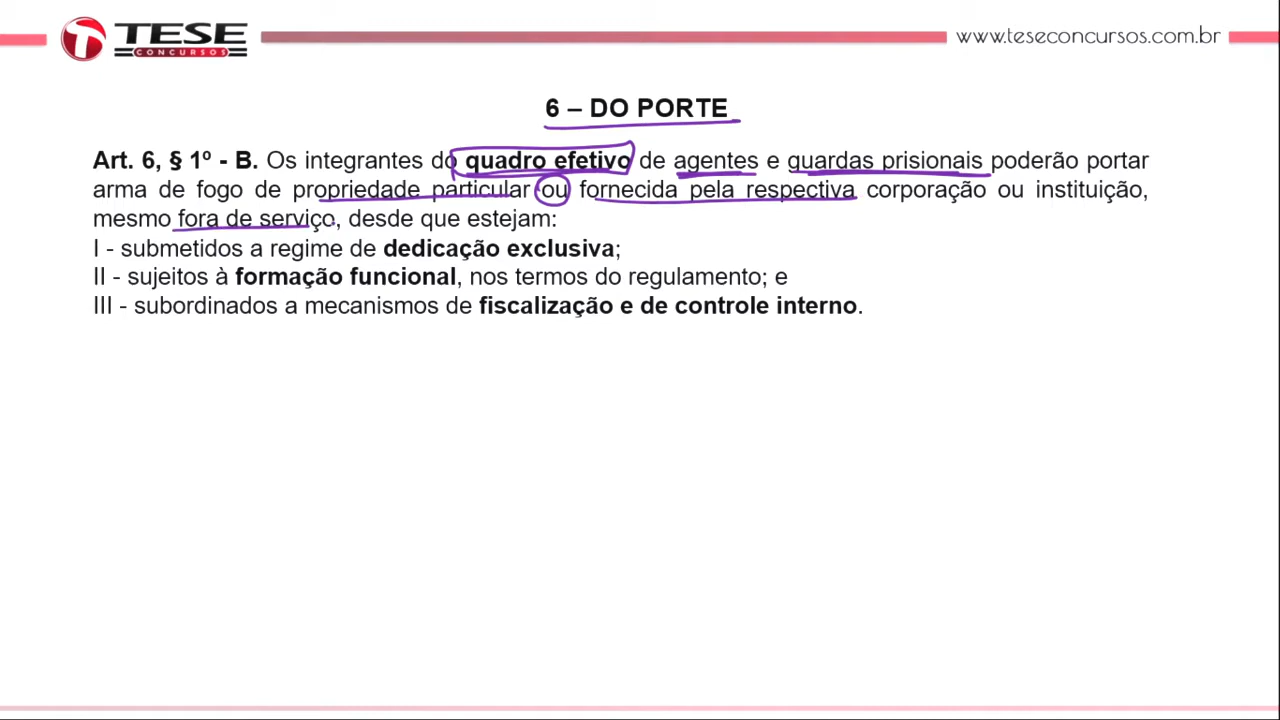 TESE
CONCURSOS
www.teseconcursos.com.br
6 – DO PORTE
Art. 6, § 1º - B. Os integrantes do quadro efetivo de agentes e guardas prisionais poderão portar
arma de fogo de propriedade particular ou fornecida pela respectiva corporação ou instituição,
mesmo fora de serviço, desde que estejam:
I - submetidos a regime de dedicação exclusiva;
II - sujeitos à formação funcional, nos termos do regulamento; e
III - subordinados a mecanismos de fiscalização e de controle interno.